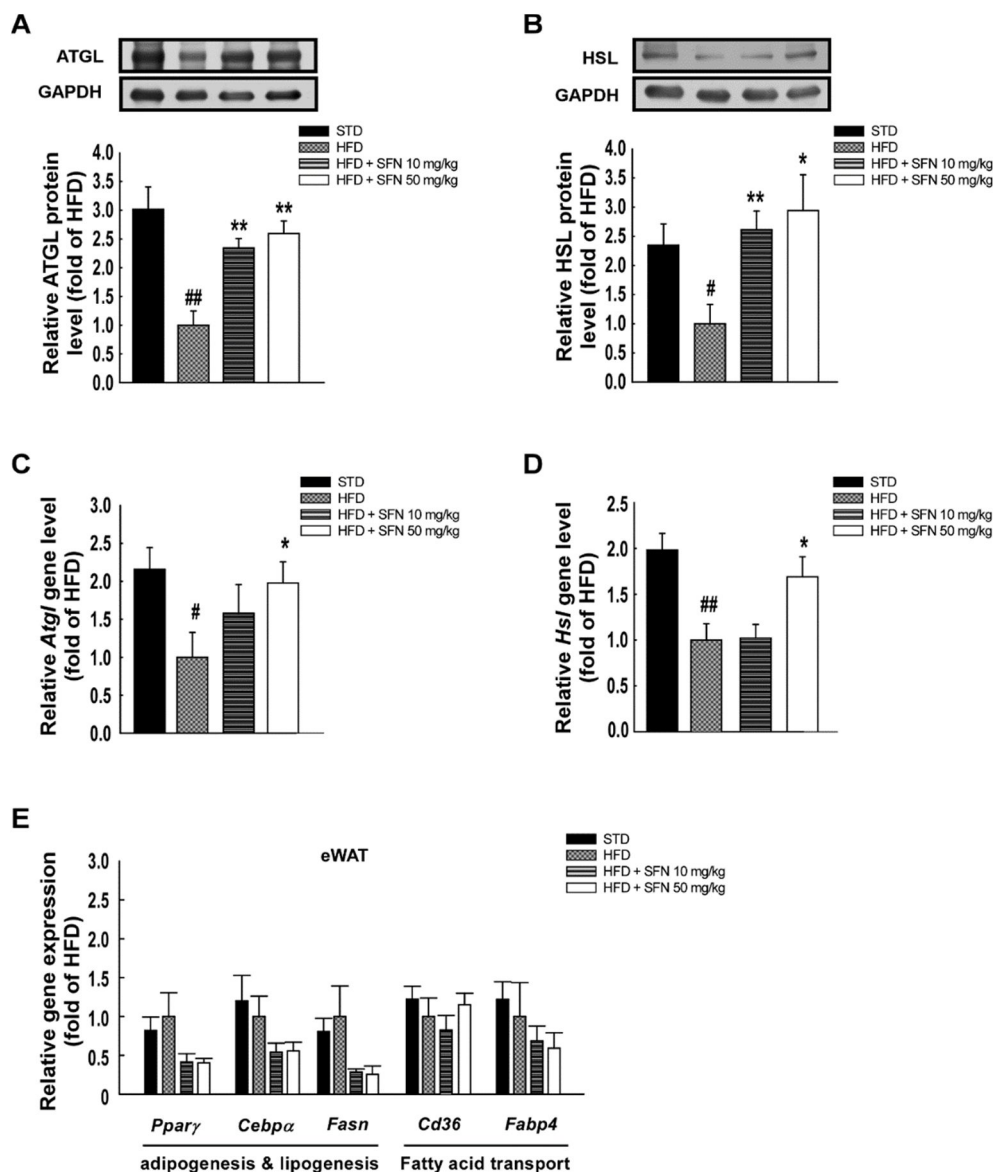 A
ATGL
GAPDH
STD
HFD
HFD + SFN 10 mg/kg
HFD + SFN 50 mg/kg
Relative ATGL protein
level (fold of HFD)
4.0
3.5
3.0
2.5
2.0
1.5
1.0
0.5
0.0
##
**
**
B
HSL
GAPDH
STD
HFD
HFD + SFN 10 mg/kg
HFD + SFN 50 mg/kg
Relative HSL protein
level (fold of HFD)
4.0
3.5
3.0
2.5
2.0
1.5
1.0
0.5
0.0
#
**
*
C
STD
HFD
HFD + SFN 10 mg/kg
HFD + SFN 50 mg/kg
Relative Atgl gene level
(fold of HFD)
3.0
2.5
2.0
1.5
1.0
0.5
0.0
#
*
D
STD
HFD
HFD + SFN 10 mg/kg
HFD + SFN 50 mg/kg
Relative Hsl gene level
(fold of HFD)
2.5
2.0
1.5
1.0
0.5
0.0
##
*
E
eWAT
STD
HFD
HFD + SFN 10 mg/kg
HFD + SFN 50 mg/kg
Relative gene expression
(fold of HFD)
3.0
2.5
2.0
1.5
1.0
0.5
0.0
Pparγ Cebpα Fasn Cd36 Fabp4
adipogenesis & lipogenesis Fatty acid transport